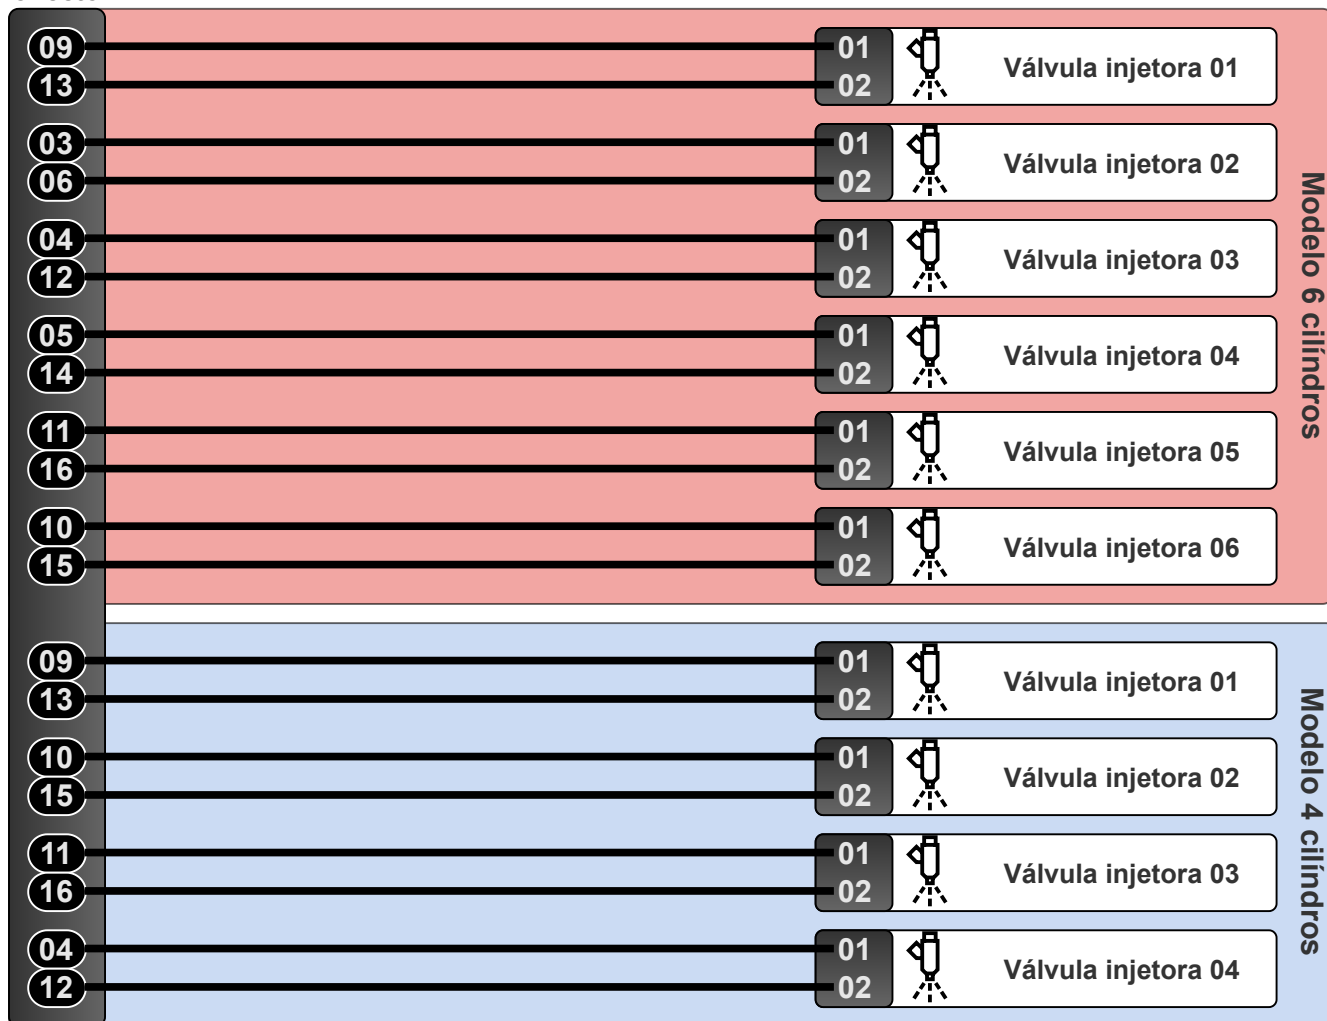 09 01 Válvula injetora 01
13 02
03 01 Válvula injetora 02
06 02
04 01 Válvula injetora 03
12 02
05 01 Válvula injetora 04
14 02
11 01 Válvula injetora 05
16 02
10 01 Válvula injetora 06
15 02
Modelo 6 cilíndros
09 01 Válvula injetora 01
13 02
10 01 Válvula injetora 02
15 02
11 01 Válvula injetora 03
16 02
04 01 Válvula injetora 04
12 02
Modelo 4 cilíndros